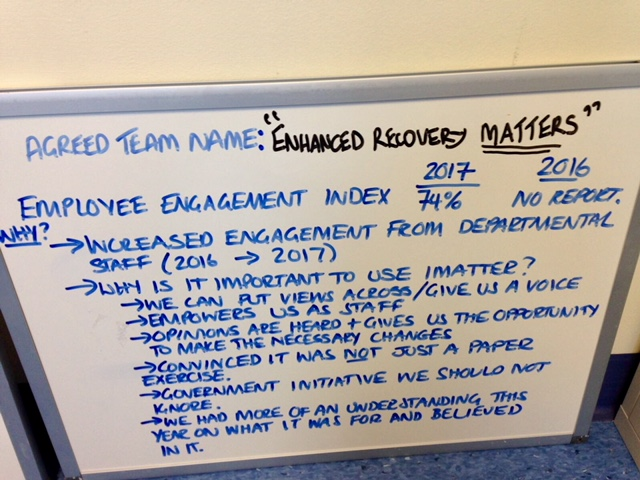 AGREED TEAM NAME: "ENHANCED RECOVERY MATTERS"
2017 2016
EMPLOYEE ENGAGEMENT INDEX 74% NO REPORT.
WHY? → INCREASED ENGAGEMENT FROM DEPARTMENTAL
STAFF (2016 → 2017)
→ WHY IS IT IMPORTANT TO USE IMATTER?
→ WE CAN PUT VIEWS ACROSS/GIVE US A VOICE
→ EMPOWERS US AS STAFF
→ OPINIONS ARE HEARD + GIVES US THE OPPORTUNITY
TO MAKE THE NECESSARY CHANGES
→ CONVINCED IT WAS NOT JUST A PAPER
EXERCISE.
→ GOVERNMENT INITIATIVE WE SHOULD NOT
IGNORE.
→ WE HAD MORE OF AN UNDERSTANDING THIS
YEAR ON WHAT IT WAS FOR AND BELIEVED
IN IT.